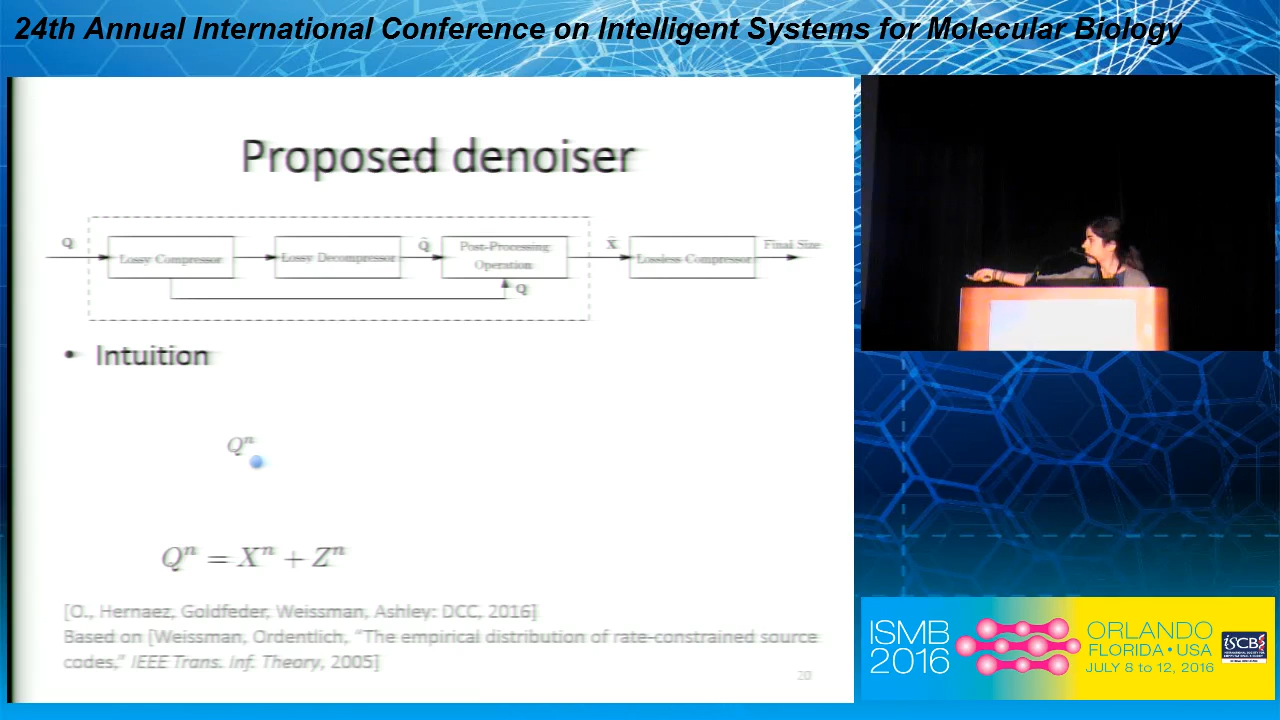 24th Annual International Conference on Intelligent Systems for Molecular Biology
Proposed denoiser
Q
Lossy Compressor
Lossy Decompressor
Q̂
Post-Processing
Operation
Q
X̂
Lossless Compressor
Final Size
• Intuition
Qⁿ
Qⁿ = Xⁿ + Zⁿ
[O., Hernaez, Goldfeder, Weissman, Ashley: DCC, 2016]
Based on [Weissman, Ordentlich, “The empirical distribution of rate-constrained source
codes,” IEEE Trans. Inf. Theory, 2005]
20
ISMB
2016
ORLANDO
FLORIDA • USA
JULY 8 to 12, 2016
ISCB